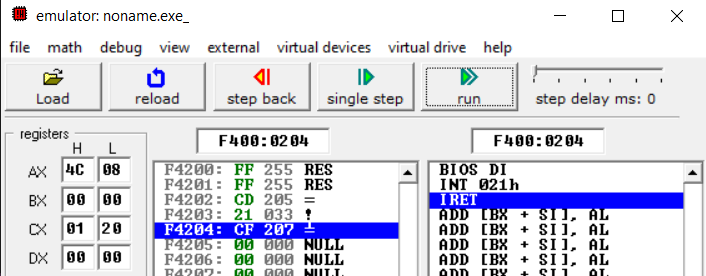 emulator: noname.exe_
file math debug view external virtual devices virtual drive help
Load reload step back single step run step delay ms: 0
registers F400:0204 F400:0204
H L
AX 4C 08
BX 00 00
CX 01 20
DX 00 00
F4200: FF 255 RES
F4201: FF 255 RES
F4202: CD 205 =
F4203: 21 033 !
F4204: CF 207 ╧
F4205: 00 000 NULL
F4206: 00 000 NULL
F4207: 00 000 NULL
BIOS DI
INT 021h
IRET
ADD [BX + SI], AL
ADD [BX + SI], AL
ADD [BX + SI], AL
ADD [BX + SI], AL